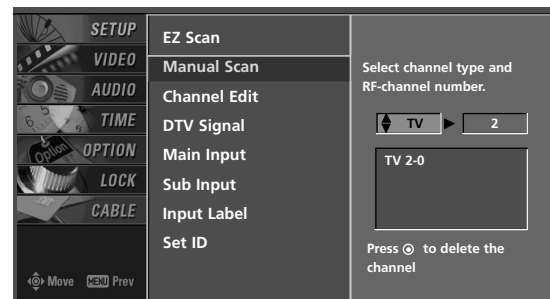 SETUP
VIDEO
AUDIO
TIME
OPTION
LOCK
CABLE
Move MENU Prev
EZ Scan
Manual Scan
Channel Edit
DTV Signal
Main Input
Sub Input
Input Label
Set ID
Select channel type and
RF-channel number.
TV 2
TV 2-0
Press to delete the
channel